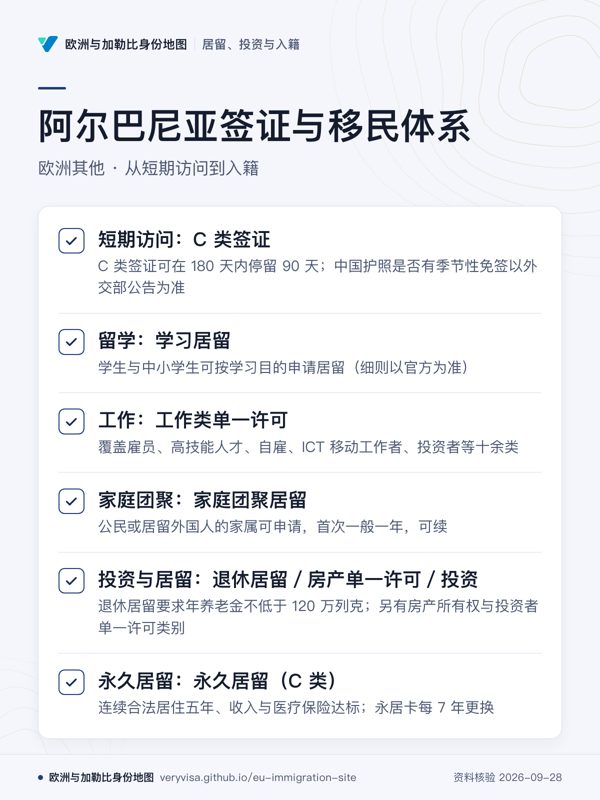 欧洲与加勒比身份地图 居留、投资与入籍
阿尔巴尼亚签证与移民体系
欧洲其他 · 从短期访问到入籍
短期访问：C 类签证
C 类签证可在 180 天内停留 90 天；中国护照是否有季节性免签以外
交部公告为准
留学：学习居留
学生与中小学生可按学习目的申请居留（细则以官方为准）
工作：工作类单一许可
覆盖雇员、高技能人才、自雇、ICT 移动工作者、投资者等十余类
家庭团聚：家庭团聚居留
公民或居留外国人的家属可申请，首次一般一年，可续
投资与居留：退休居留 / 房产单一许可 / 投资
退休居留要求年养老金不低于 120 万列克；另有房产所有权与投资者
单一许可类别
永久居留：永久居留（C 类）
连续合法居住五年、收入与医疗保险达标；永居卡每 7 年更换
欧洲与加勒比身份地图 veryvisa.github.io/eu-immigration-site 资料核验 2026-09-28